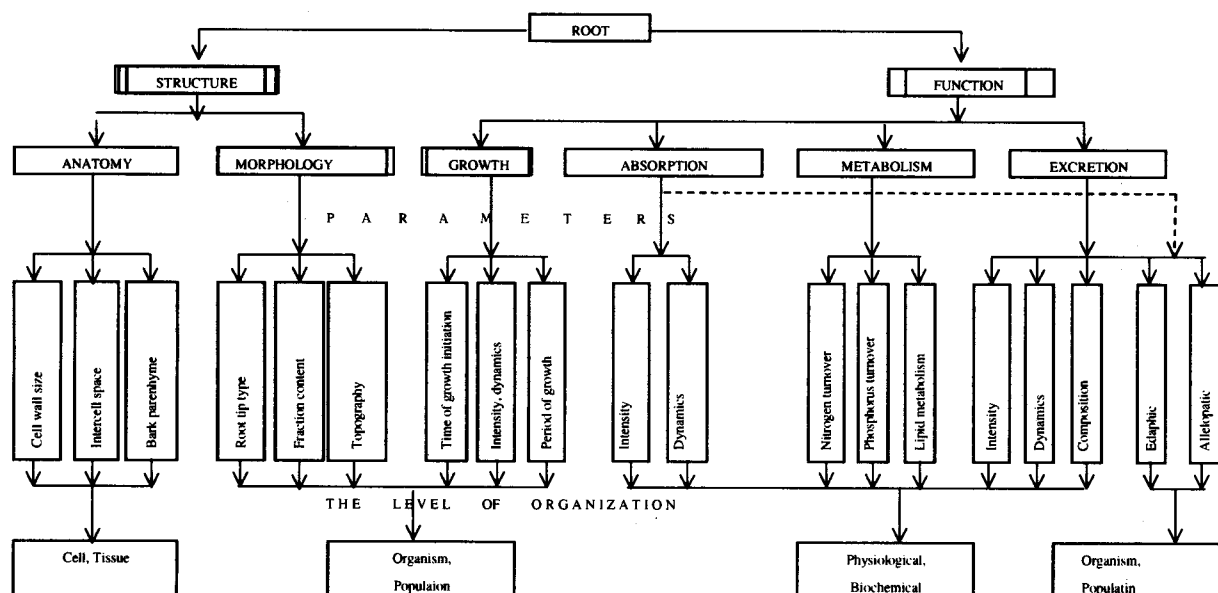 ROOT
STRUCTURE
FUNCTION
ANATOMY
MORPHOLOGY
GROWTH
ABSORPTION
METABOLISM
EXCRETION
P A R A M E T E R S
Cell wall size
Intercell space
Bark parenhyme
Root tip type
Fraction content
Topography
Time of growth initiation
Intensity, dynamics
Period of growth
Intensity
Dynamics
Nitrogen turnover
Phosphorus turnover
Lipid metabolism
Intensity
Dynamics
Composition
Edaphic
Allelopatic
THE LEVEL OF ORGANIZATION
Cell, Tissue
Organism,
Populaion
Physiological,
Biochemical
Organism,
Populatin